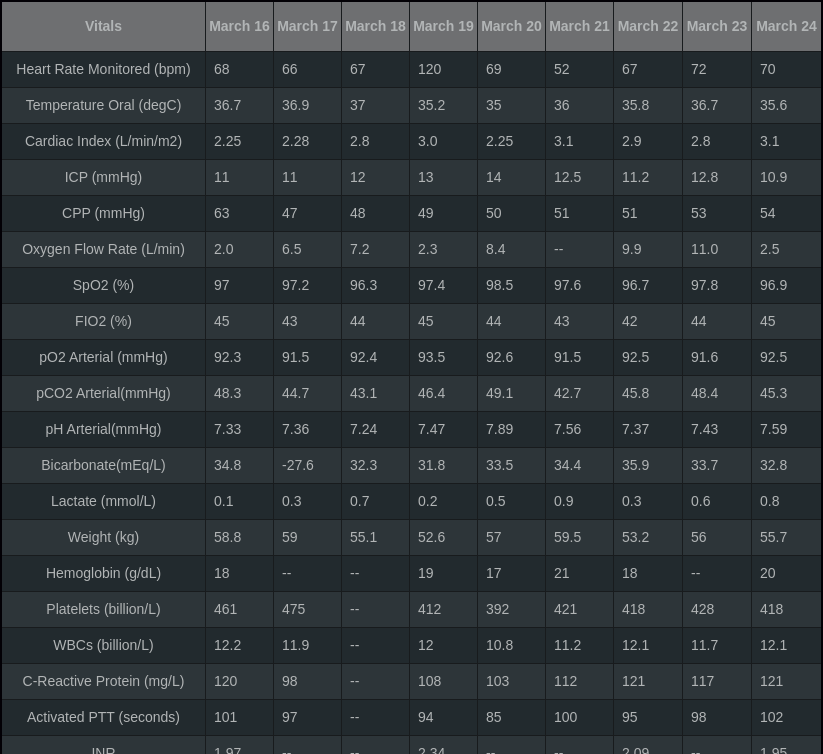 Vitals March 16 March 17 March 18 March 19 March 20 March 21 March 22 March 23 March 24
Heart Rate Monitored (bpm) 68 66 67 120 69 52 67 72 70
Temperature Oral (degC) 36.7 36.9 37 35.2 35 36 35.8 36.7 35.6
Cardiac Index (L/min/m2) 2.25 2.28 2.8 3.0 2.25 3.1 2.9 2.8 3.1
ICP (mmHg) 11 11 12 13 14 12.5 11.2 12.8 10.9
CPP (mmHg) 63 47 48 49 50 51 51 53 54
Oxygen Flow Rate (L/min) 2.0 6.5 7.2 2.3 8.4 -- 9.9 11.0 2.5
SpO2 (%) 97 97.2 96.3 97.4 98.5 97.6 96.7 97.8 96.9
FIO2 (%) 45 43 44 45 44 43 42 44 45
pO2 Arterial (mmHg) 92.3 91.5 92.4 93.5 92.6 91.5 92.5 91.6 92.5
pCO2 Arterial(mmHg) 48.3 44.7 43.1 46.4 49.1 42.7 45.8 48.4 45.3
pH Arterial(mmHg) 7.33 7.36 7.24 7.47 7.89 7.56 7.37 7.43 7.59
Bicarbonate(mEq/L) 34.8 -27.6 32.3 31.8 33.5 34.4 35.9 33.7 32.8
Lactate (mmol/L) 0.1 0.3 0.7 0.2 0.5 0.9 0.3 0.6 0.8
Weight (kg) 58.8 59 55.1 52.6 57 59.5 53.2 56 55.7
Hemoglobin (g/dL) 18 -- -- 19 17 21 18 -- 20
Platelets (billion/L) 461 475 -- 412 392 421 418 428 418
WBCs (billion/L) 12.2 11.9 -- 12 10.8 11.2 12.1 11.7 12.1
C-Reactive Protein (mg/L) 120 98 -- 108 103 112 121 117 121
Activated PTT (seconds) 101 97 -- 94 85 100 95 98 102
INR 1.97 -- -- 2.34 -- -- 2.09 -- 1.95